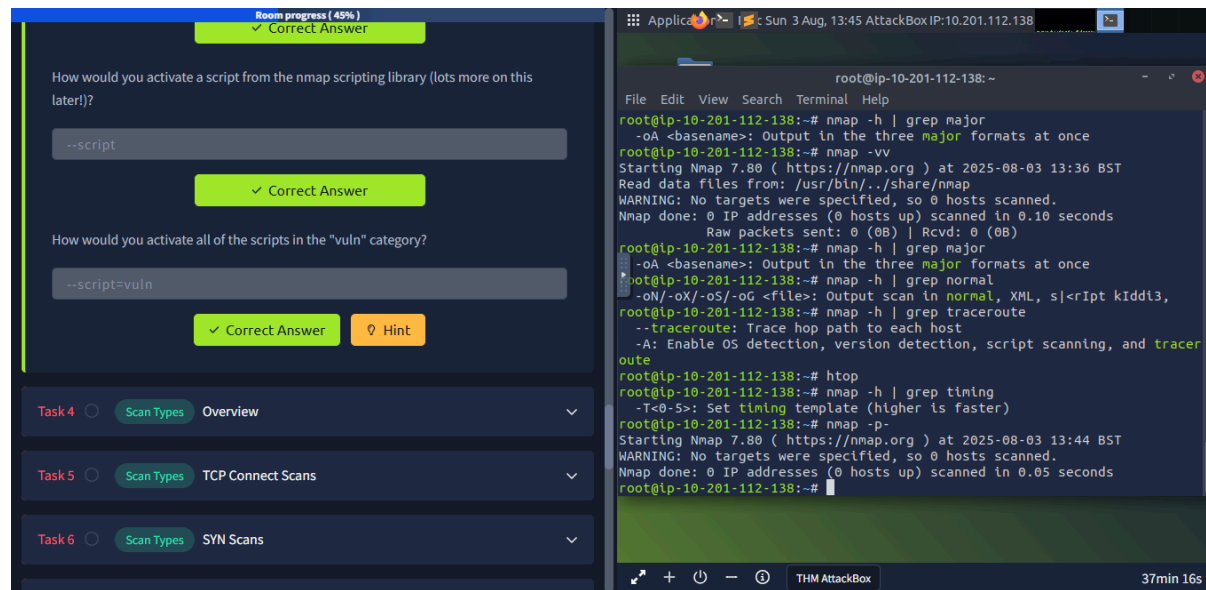 Room progress ( 45% )
Correct Answer
How would you activate a script from the nmap scripting library (lots more on this
later!)?
--script
Correct Answer
How would you activate all of the scripts in the "vuln" category?
--script=vuln
Correct Answer
Hint
Task 4 Scan Types Overview
Task 5 Scan Types TCP Connect Scans
Task 6 Scan Types SYN Scans
Sun 3 Aug, 13:45 AttackBox IP:10.201.112.138
root@ip-10-201-112-138: ~
File Edit View Search Terminal Help
root@ip-10-201-112-138:~# nmap -h | grep major
-oA <basename>: Output in the three major formats at once
root@ip-10-201-112-138:~# nmap -vv
Starting Nmap 7.80 ( https://nmap.org ) at 2025-08-03 13:36 BST
Read data files from: /usr/bin/../share/nmap
WARNING: No targets were specified, so 0 hosts scanned.
Nmap done: 0 IP addresses (0 hosts up) scanned in 0.10 seconds
Raw packets sent: 0 (0B) | Rcvd: 0 (0B)
root@ip-10-201-112-138:~# nmap -h | grep major
-oA <basename>: Output in the three major formats at once
root@ip-10-201-112-138:~# nmap -h | grep normal
-oN/-oX/-oS/-oG <file>: Output scan in normal, XML, s|<rIpt kIddi3,
root@ip-10-201-112-138:~# nmap -h | grep traceroute
--traceroute: Trace hop path to each host
-A: Enable OS detection, version detection, script scanning, and tracer
oute
root@ip-10-201-112-138:~# htop
root@ip-10-201-112-138:~# nmap -h | grep timing
-T<0-5>: Set timing template (higher is faster)
root@ip-10-201-112-138:~# nmap -p-
Starting Nmap 7.80 ( https://nmap.org ) at 2025-08-03 13:44 BST
WARNING: No targets were specified, so 0 hosts scanned.
Nmap done: 0 IP addresses (0 hosts up) scanned in 0.05 seconds
root@ip-10-201-112-138:~#
THM AttackBox
37min 16s